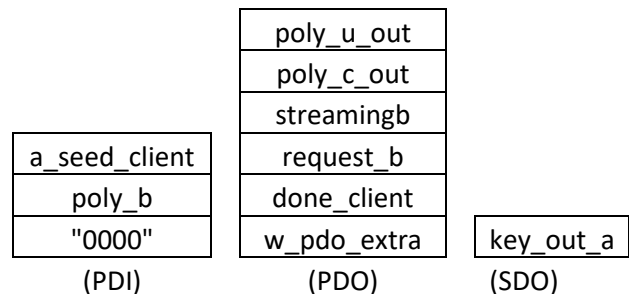 poly_u_out
poly_c_out
streamingb
a_seed_client
request_b
poly_b
done_client
"0000"
w_pdo_extra
key_out_a
(PDI)
(PDO)
(SDO)